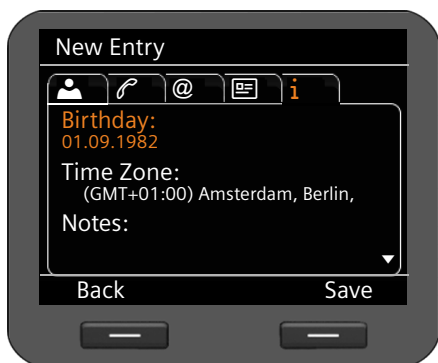 New Entry
@ i
Birthday:
01.09.1982
Time Zone:
(GMT+01:00) Amsterdam, Berlin,
Notes:
Back Save